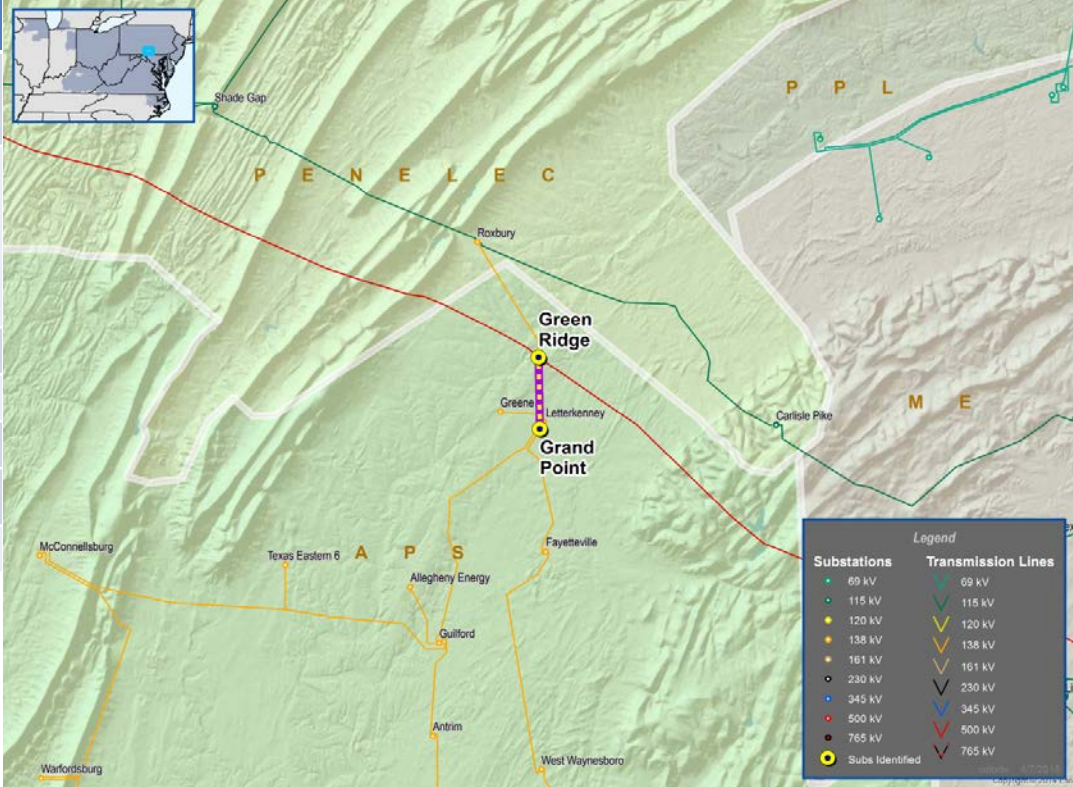 Shade Gap
P P L
P E N E L E C
Roxbury
Green
Ridge
Greene
Letterkenney
Grand
Point
Carlisle Pike
M E
McConnellsburg
Texas Eastern 6
A P S
Fayetteville
Allegheny Energy
Guilford
Antrim
Warfordsburg
West Waynesboro
Legend
Substations
69 kV
115 kV
120 kV
138 kV
161 kV
230 kV
345 kV
500 kV
765 kV
Subs Identified
Transmission Lines
69 kV
115 kV
120 kV
138 kV
161 kV
230 kV
345 kV
500 kV
765 kV